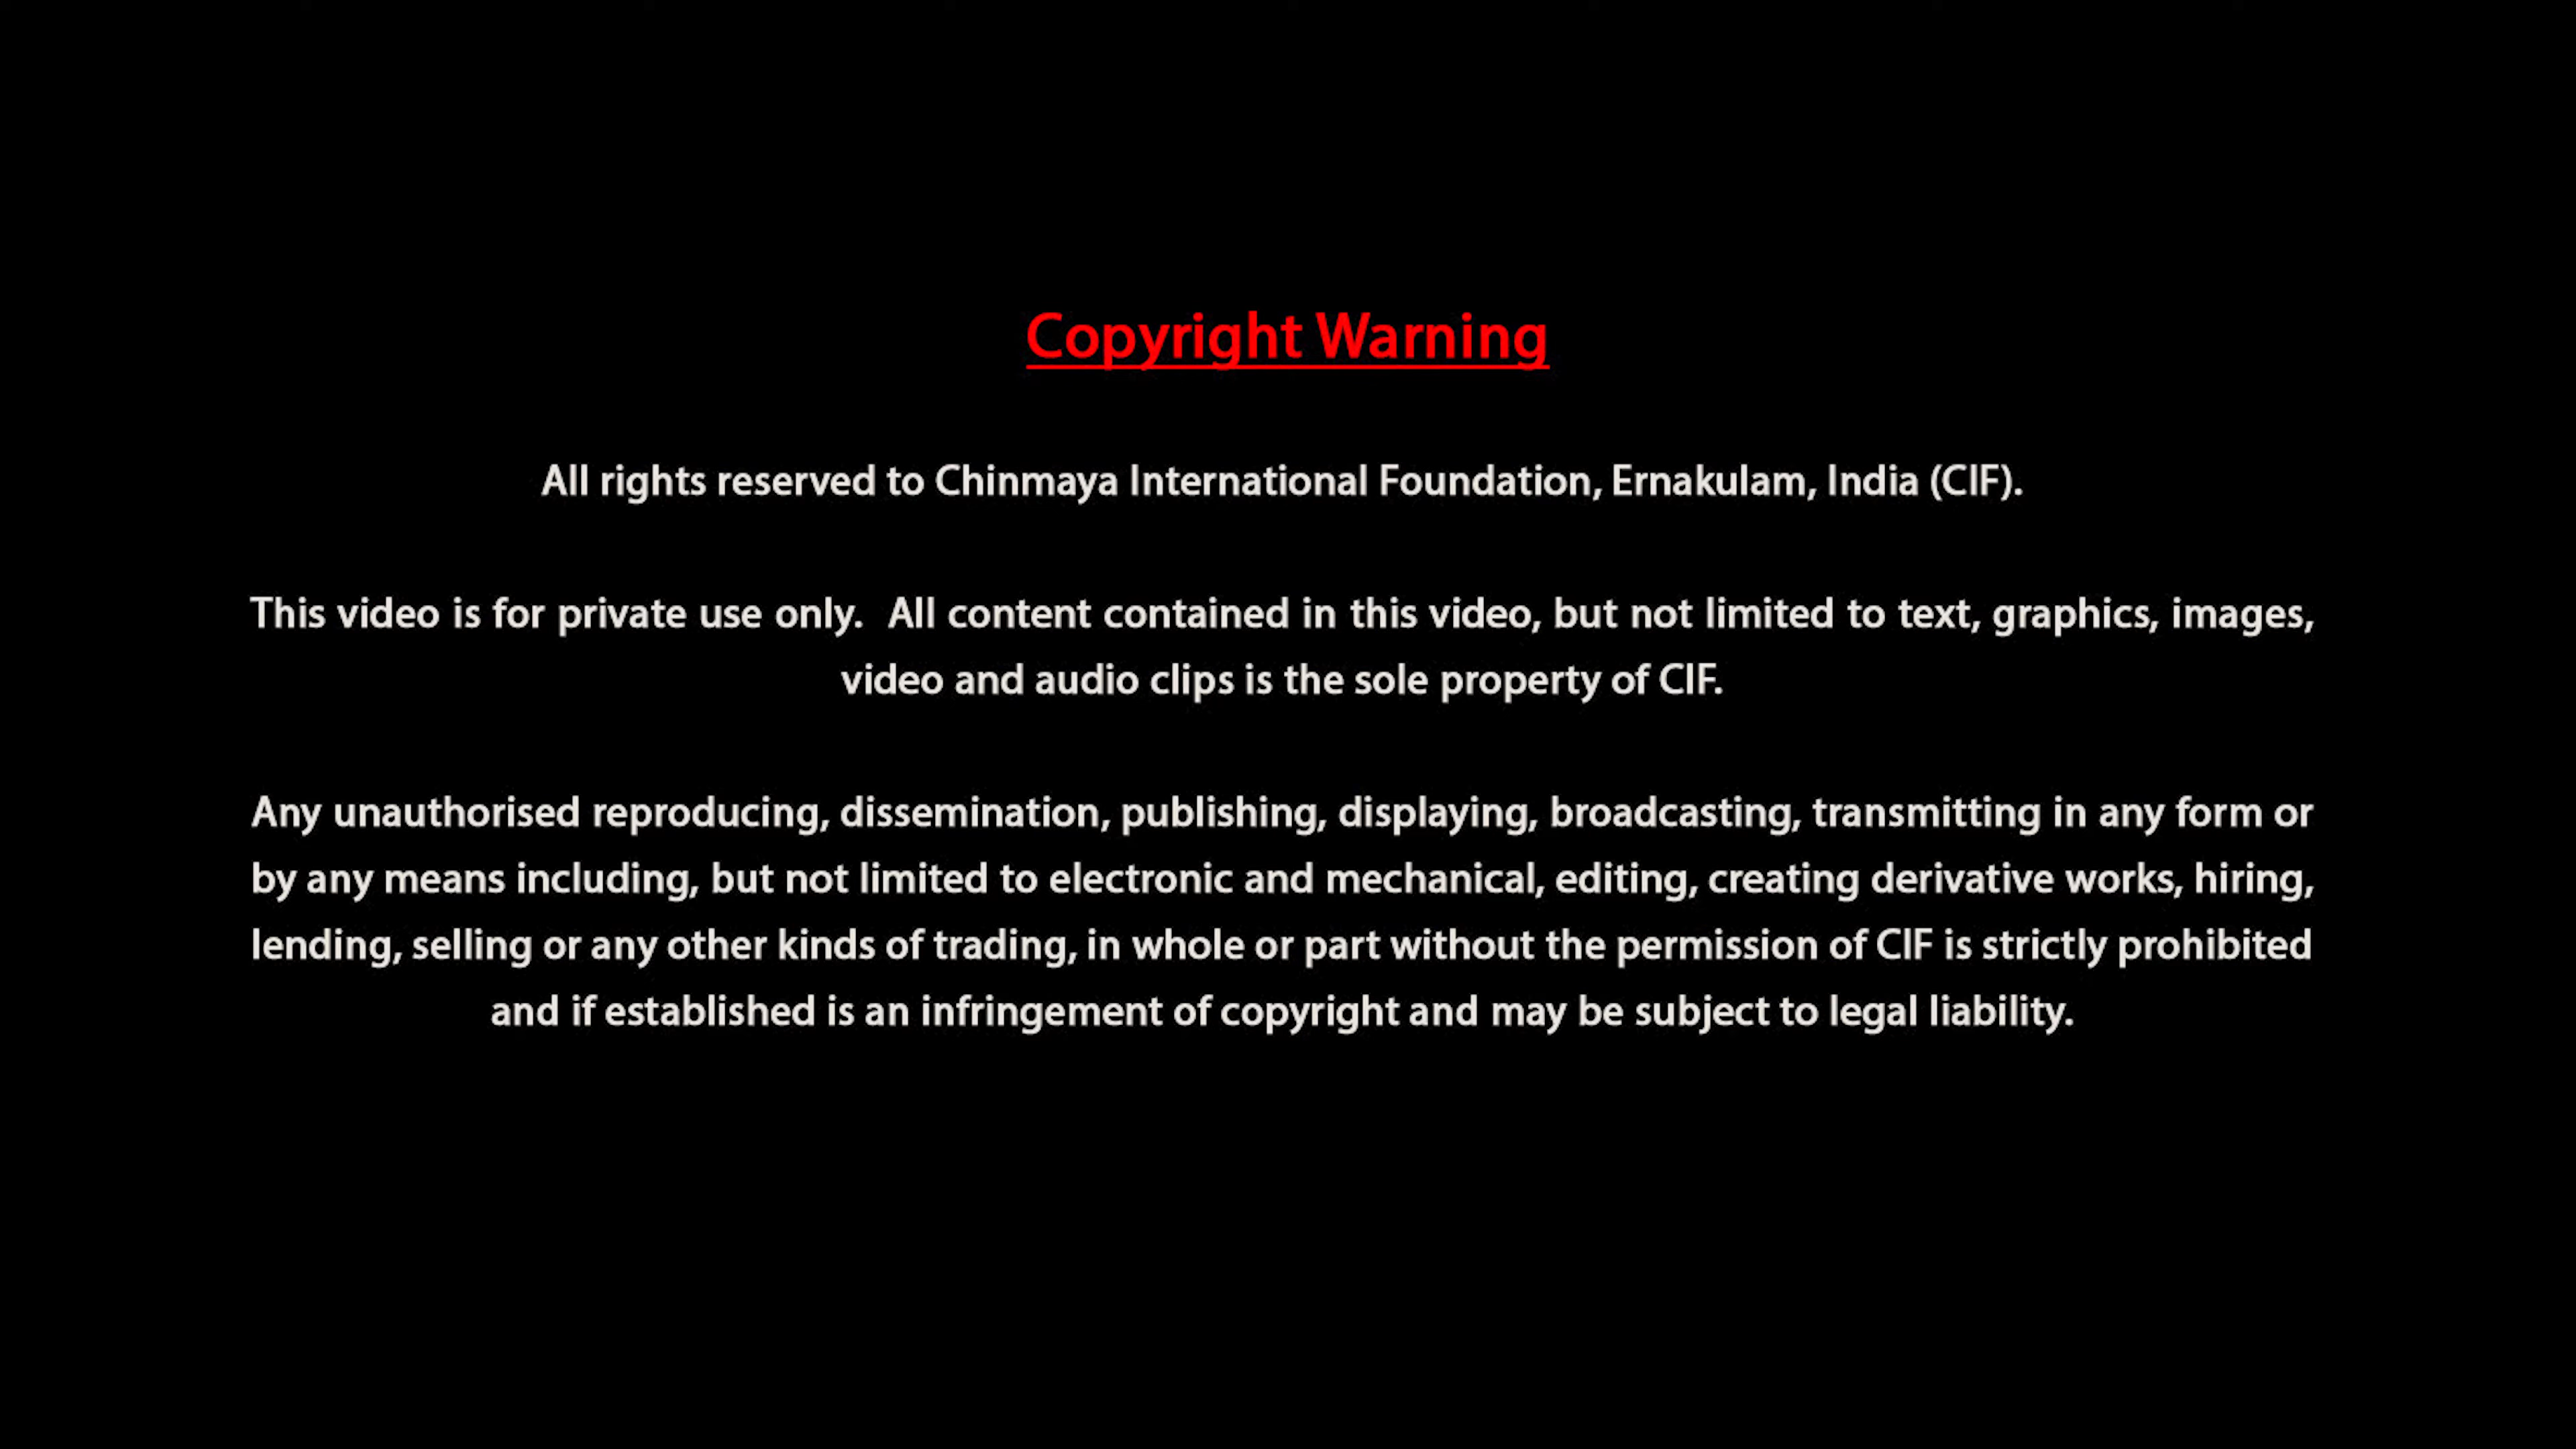 Copyright Warning
All rights reserved to Chinmaya International Foundation, Ernakulam, India (CIF).
This video is for private use only.  All content contained in this video, but not limited to text, graphics, images,
video and audio clips is the sole property of CIF.
Any unauthorised reproducing, dissemination, publishing, displaying, broadcasting, transmitting in any form or
by any means including, but not limited to electronic and mechanical, editing, creating derivative works, hiring,
lending, selling or any other kinds of trading, in whole or part without the permission of CIF is strictly prohibited
and if established is an infringement of copyright and may be subject to legal liability.